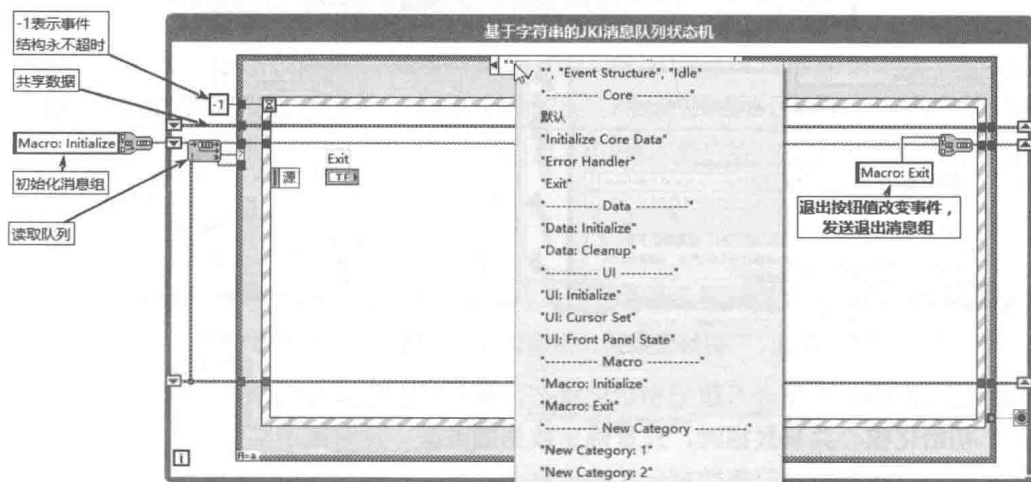 基于字符串的JKI消息队列状态机
-1表示事件
结构永不超时
共享数据
-1
Macro: Initialize
初始化消息组
读取队列
源
Exit
TF
"", "Event Structure", "Idle"
"---------- Core ----------"
默认
"Initialize Core Data"
"Error Handler"
"Exit"
"---------- Data ----------"
"Data: Initialize"
"Data: Cleanup"
"---------- UI ----------"
"UI: Initialize"
"UI: Cursor Set"
"UI: Front Panel State"
"---------- Macro ----------"
"Macro: Initialize"
"Macro: Exit"
"---------- New Category ----------"
"New Category: 1"
"New Category: 2"
Macro: Exit
退出按钮值改变事件，
发送退出消息组
i